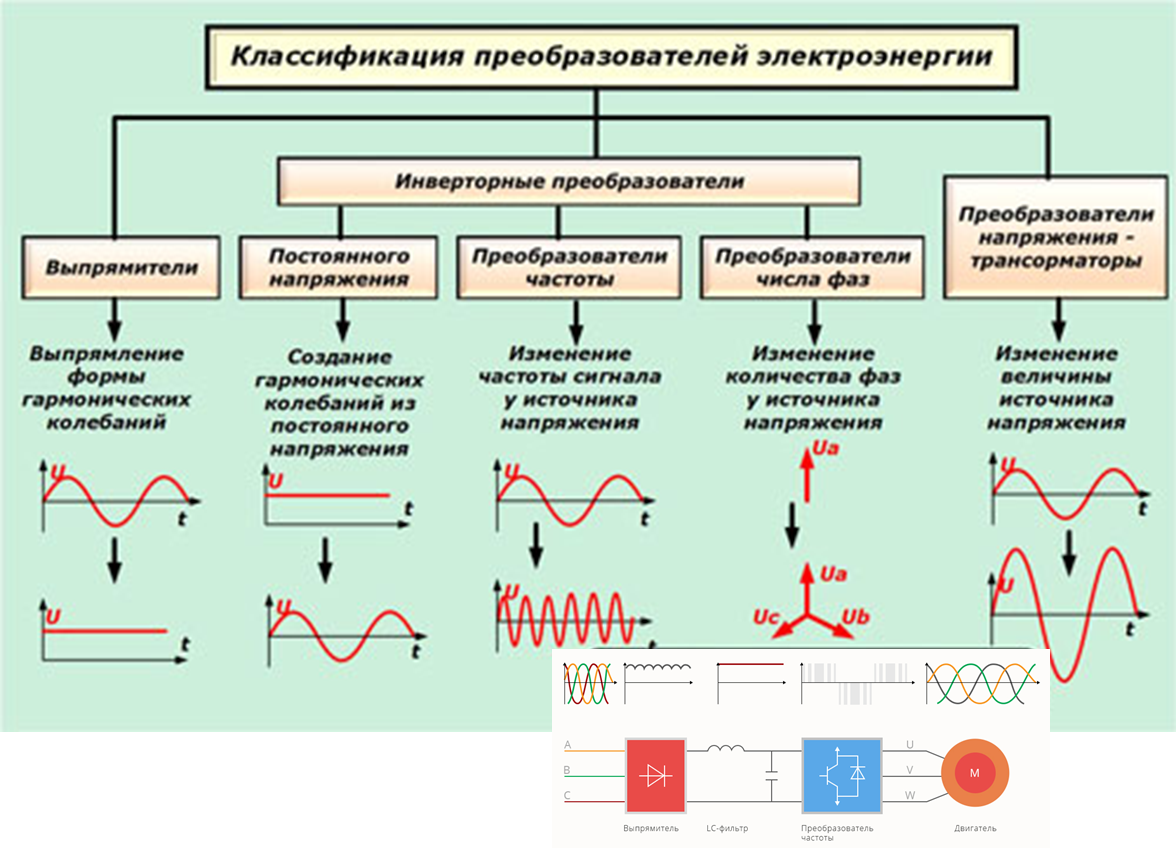 Классификация преобразователей электроэнергии
Инверторные преобразователи
Преобразователи
напряжения -
трансорматоры
Выпрямители
Постоянного
напряжения
Преобразователи
частоты
Преобразователи
числа фаз
Выпрямление
формы
гармонических
колебаний
Создание
гармонических
колебаний из
постоянного
напряжения
Изменение
частоты сигнала
у источника
напряжения
Изменение
количества фаз
у источника
напряжения
Изменение
величины
источника
напряжения
U
t
U
t
U
t
U
t
U
t
U
t
U
Ua
Ua
Uc
Ub
U
t
U
t
A
B
C
U
V
W
M
Выпрямитель
LC-фильтр
Преобразователь
частоты
Двигатель